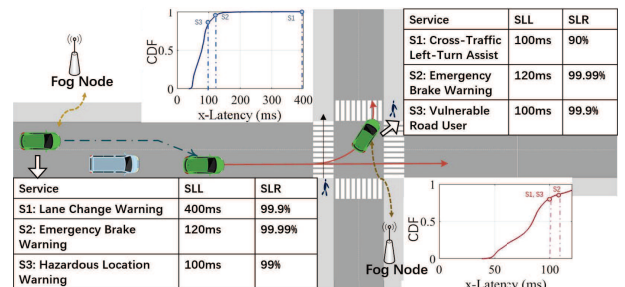 Fog Node
1
S3
S2
S1
CDF
0.5
0
0
100
200
300
400
x-Latency (ms)
Service
SLL
SLR
S1: Cross-Traffic
Left-Turn Assist
100ms
90%
S2: Emergency
Brake Warning
120ms
99.99%
S3: Vulnerable
Road User
100ms
99.9%
Service
SLL
SLR
S1: Lane Change Warning
400ms
99.9%
S2: Emergency Brake
Warning
120ms
99.99%
S3: Hazardous Location
Warning
100ms
99%
Fog Node
1
S1, S3
S2
CDF
0.5
0
50
100
x-Latency (ms)